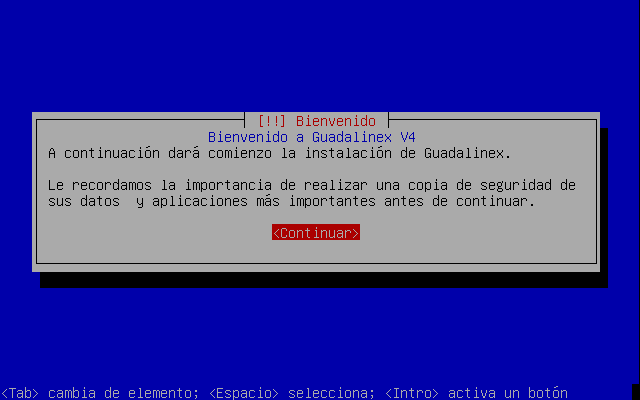 [!!] Bienvenido
Bienvenido a Guadalinex V4
A continuación dará comienzo la instalación de Guadalinex.
Le recordamos la importancia de realizar una copia de seguridad de
sus datos  y aplicaciones más importantes antes de continuar.
<Continuar>
<Tab> cambia de elemento; <Espacio> selecciona; <Intro> activa un botón